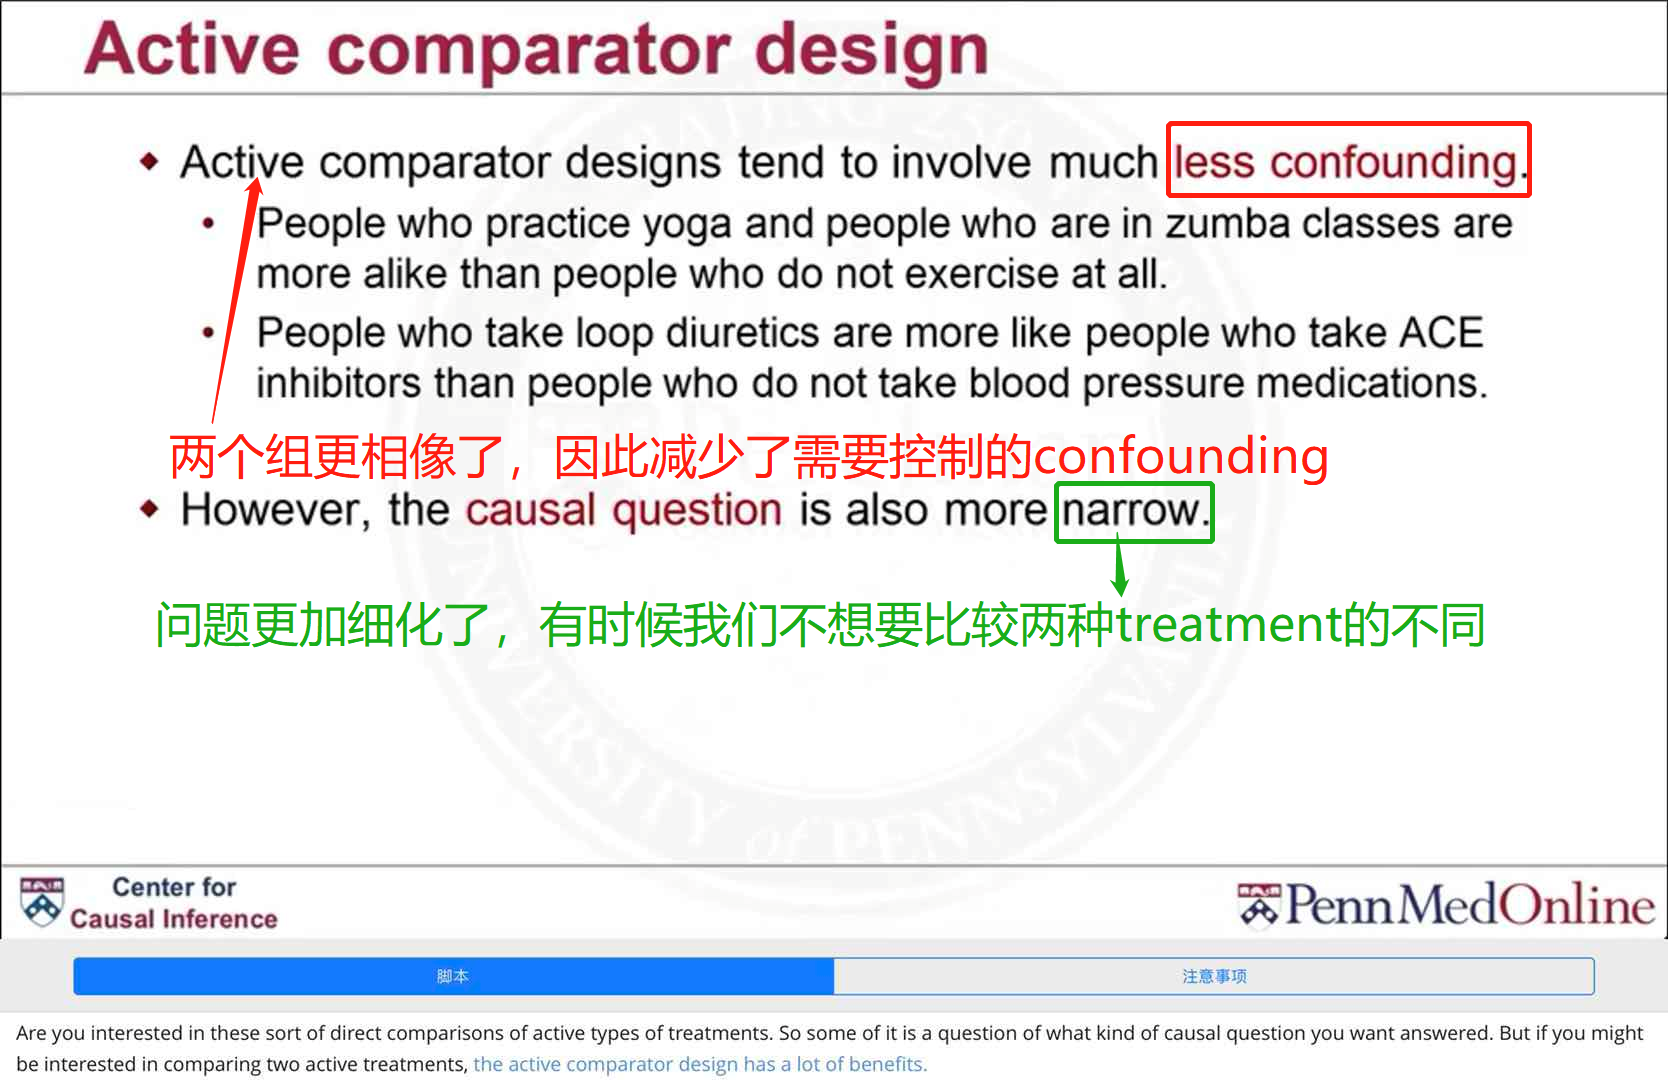 Active comparator design
Active comparator designs tend to involve much less confounding.
People who practice yoga and people who are in zumba classes are
more alike than people who do not exercise at all.
People who take loop diuretics are more like people who take ACE
inhibitors than people who do not take blood pressure medications.
两个组更相像了，因此减少了需要控制的confounding
However, the causal question is also more narrow.
问题更加细化了，有时候我们不想要比较两种treatment的不同
UNIVERSITY of PENNSYLVANIA
Center for
Causal Inference
PennMedOnline
脚本
注意事项
Are you interested in these sort of direct comparisons of active types of treatments. So some of it is a question of what kind of causal question you want answered. But if you might
be interested in comparing two active treatments, the active comparator design has a lot of benefits.